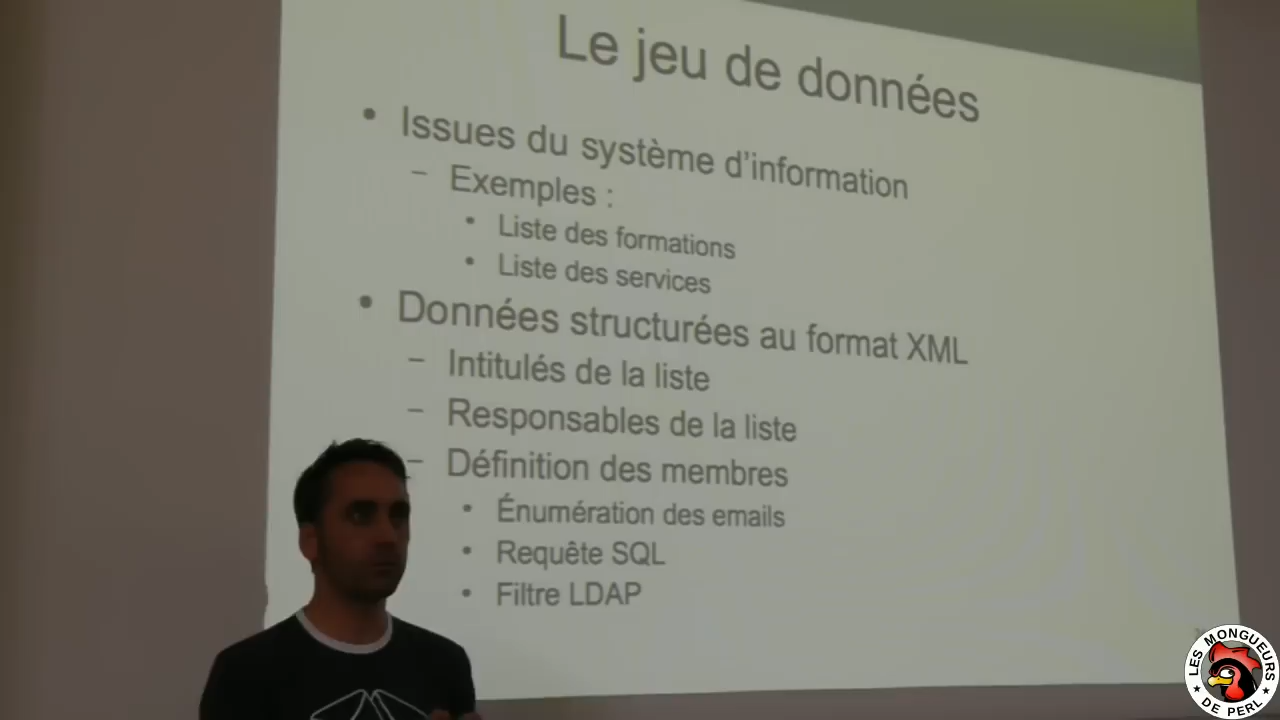 Le jeu de données
• Issues du système d'information
– Exemples :
• Liste des formations
• Liste des services
• Données structurées au format XML
– Intitulés de la liste
– Responsables de la liste
– Définition des membres
• Énumération des emails
• Requête SQL
• Filtre LDAP
LES MONGUEURS
★ DE PERL ★